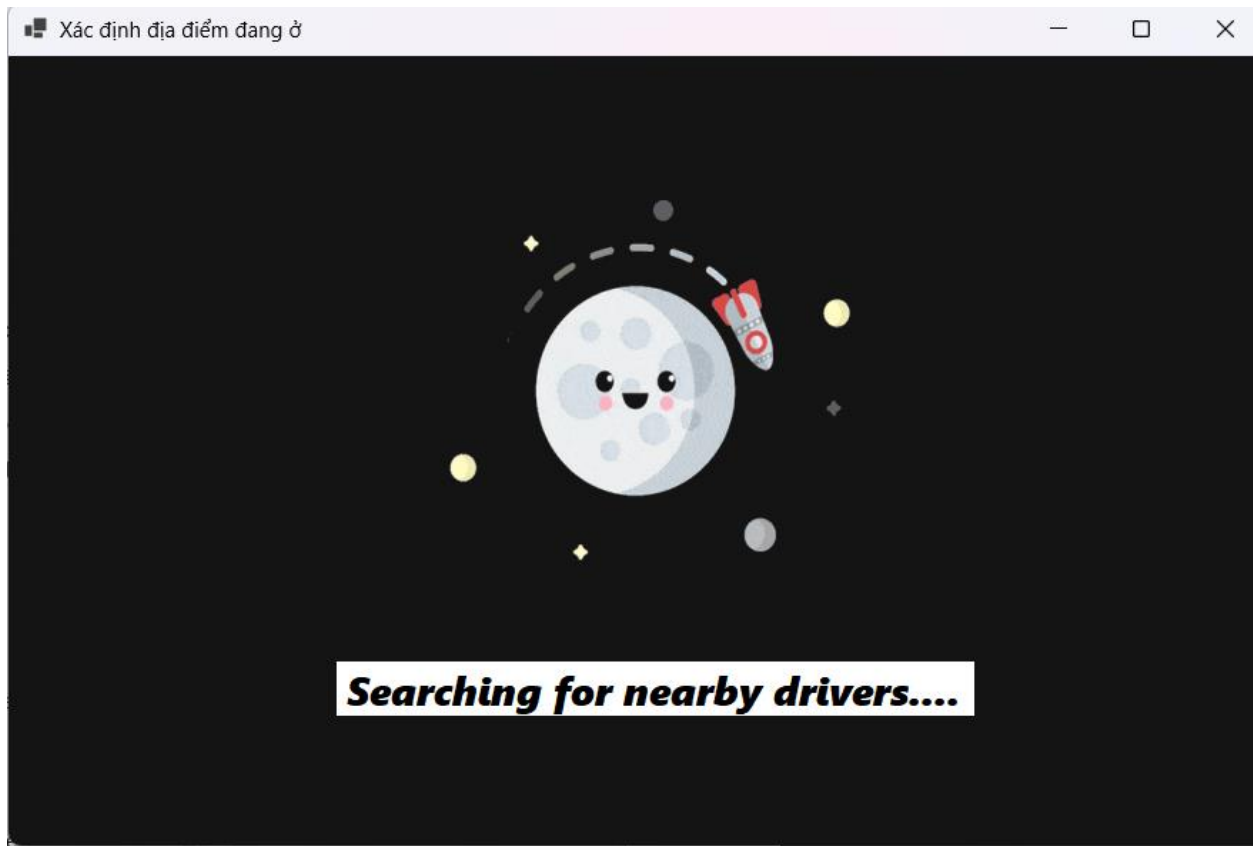 Xác định địa điểm đang ở
Searching for nearby drivers....